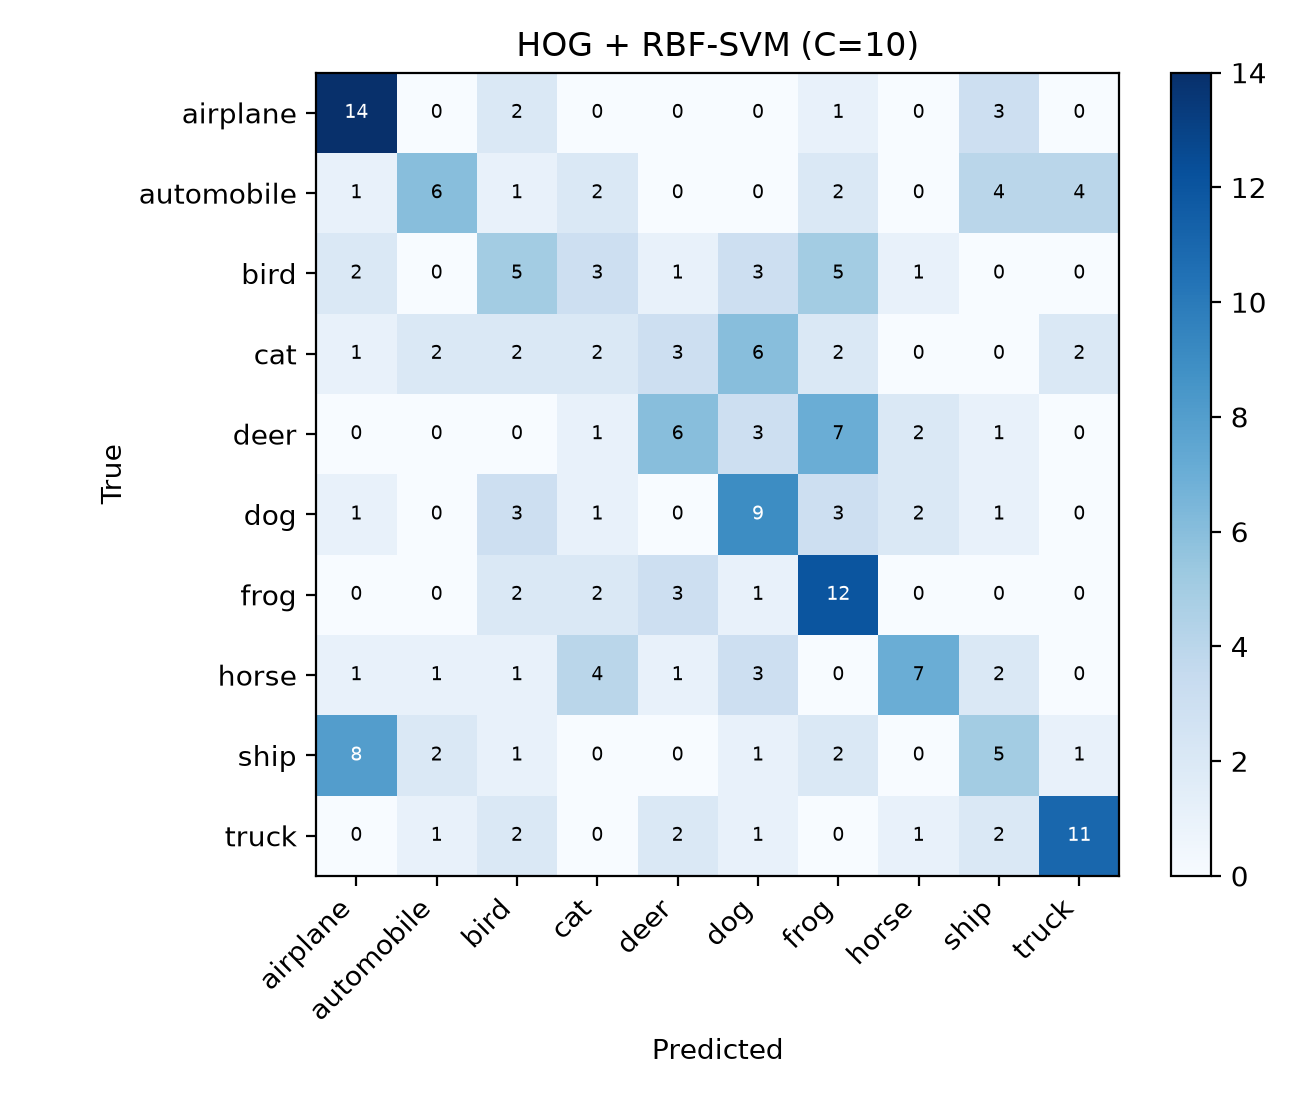 HOG + RBF-SVM (C=10)
airplane 14 0 2 0 0 0 1 0 3 0
automobile 1 6 1 2 0 0 2 0 4 4
bird 2 0 5 3 1 3 5 1 0 0
cat 1 2 2 2 3 6 2 0 0 2
deer 0 0 0 1 6 3 7 2 1 0
dog 1 0 3 1 0 9 3 2 1 0
frog 0 0 2 2 3 1 12 0 0 0
horse 1 1 1 4 1 3 0 7 2 0
ship 8 2 1 0 0 1 2 0 5 1
truck 0 1 2 0 2 1 0 1 2 11
True
airplane automobile bird cat deer dog frog horse ship truck
Predicted
14
12
10
8
6
4
2
0